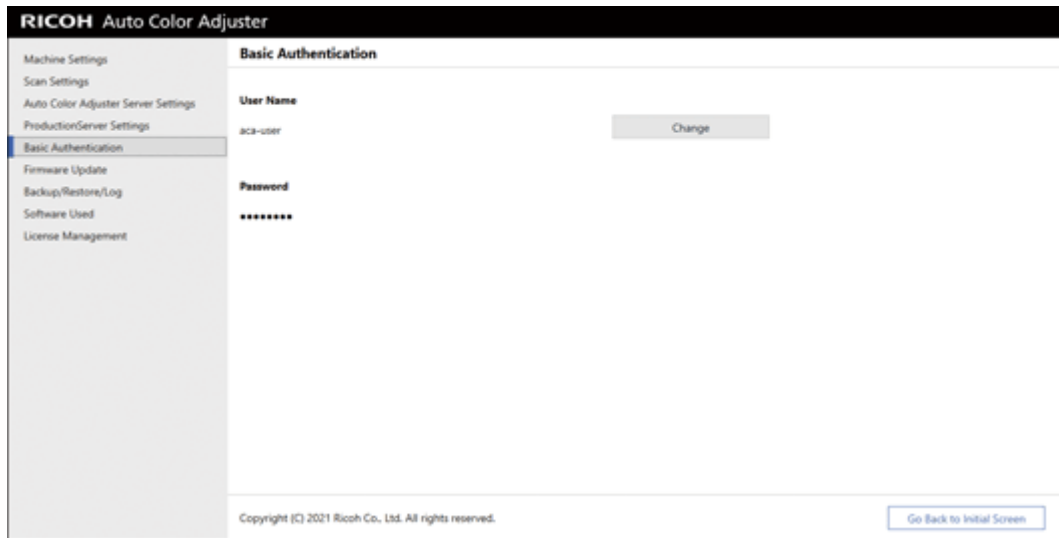 RICOH Auto Color Adjuster
Machine Settings
Scan Settings
Auto Color Adjuster Server Settings
ProductionServer Settings
Basic Authentication
Firmware Update
Backup/Restore/Log
Software Used
License Management
Basic Authentication
User Name
aca-user
Change
Password
••••••••
Copyright (C) 2021 Ricoh Co., Ltd. All rights reserved.
Go Back to Initial Screen